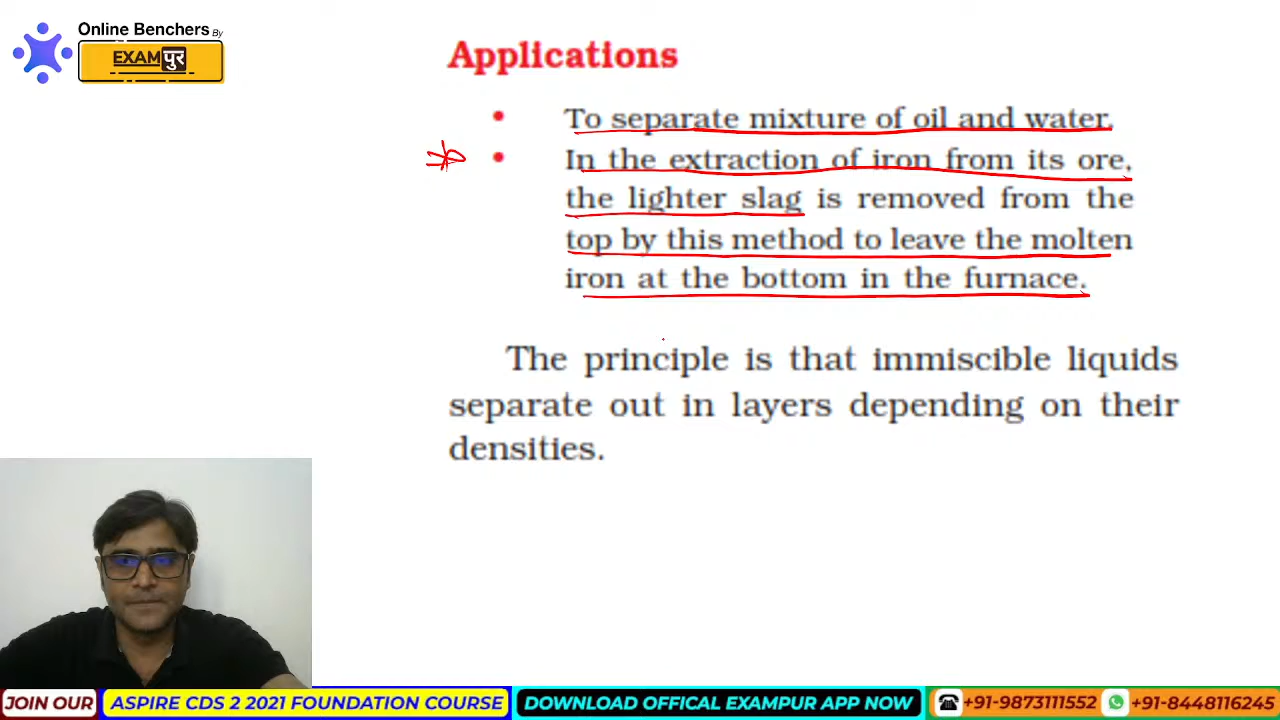 Online Benchers By
EXAMपुर
Applications
• To separate mixture of oil and water.
• In the extraction of iron from its ore,
the lighter slag is removed from the
top by this method to leave the molten
iron at the bottom in the furnace.
The principle is that immiscible liquids
separate out in layers depending on their
densities.
JOIN OUR ASPIRE CDS 2 2021 FOUNDATION COURSE DOWNLOAD OFFICAL EXAMPUR APP NOW +91-9873111552 +91-8448116245